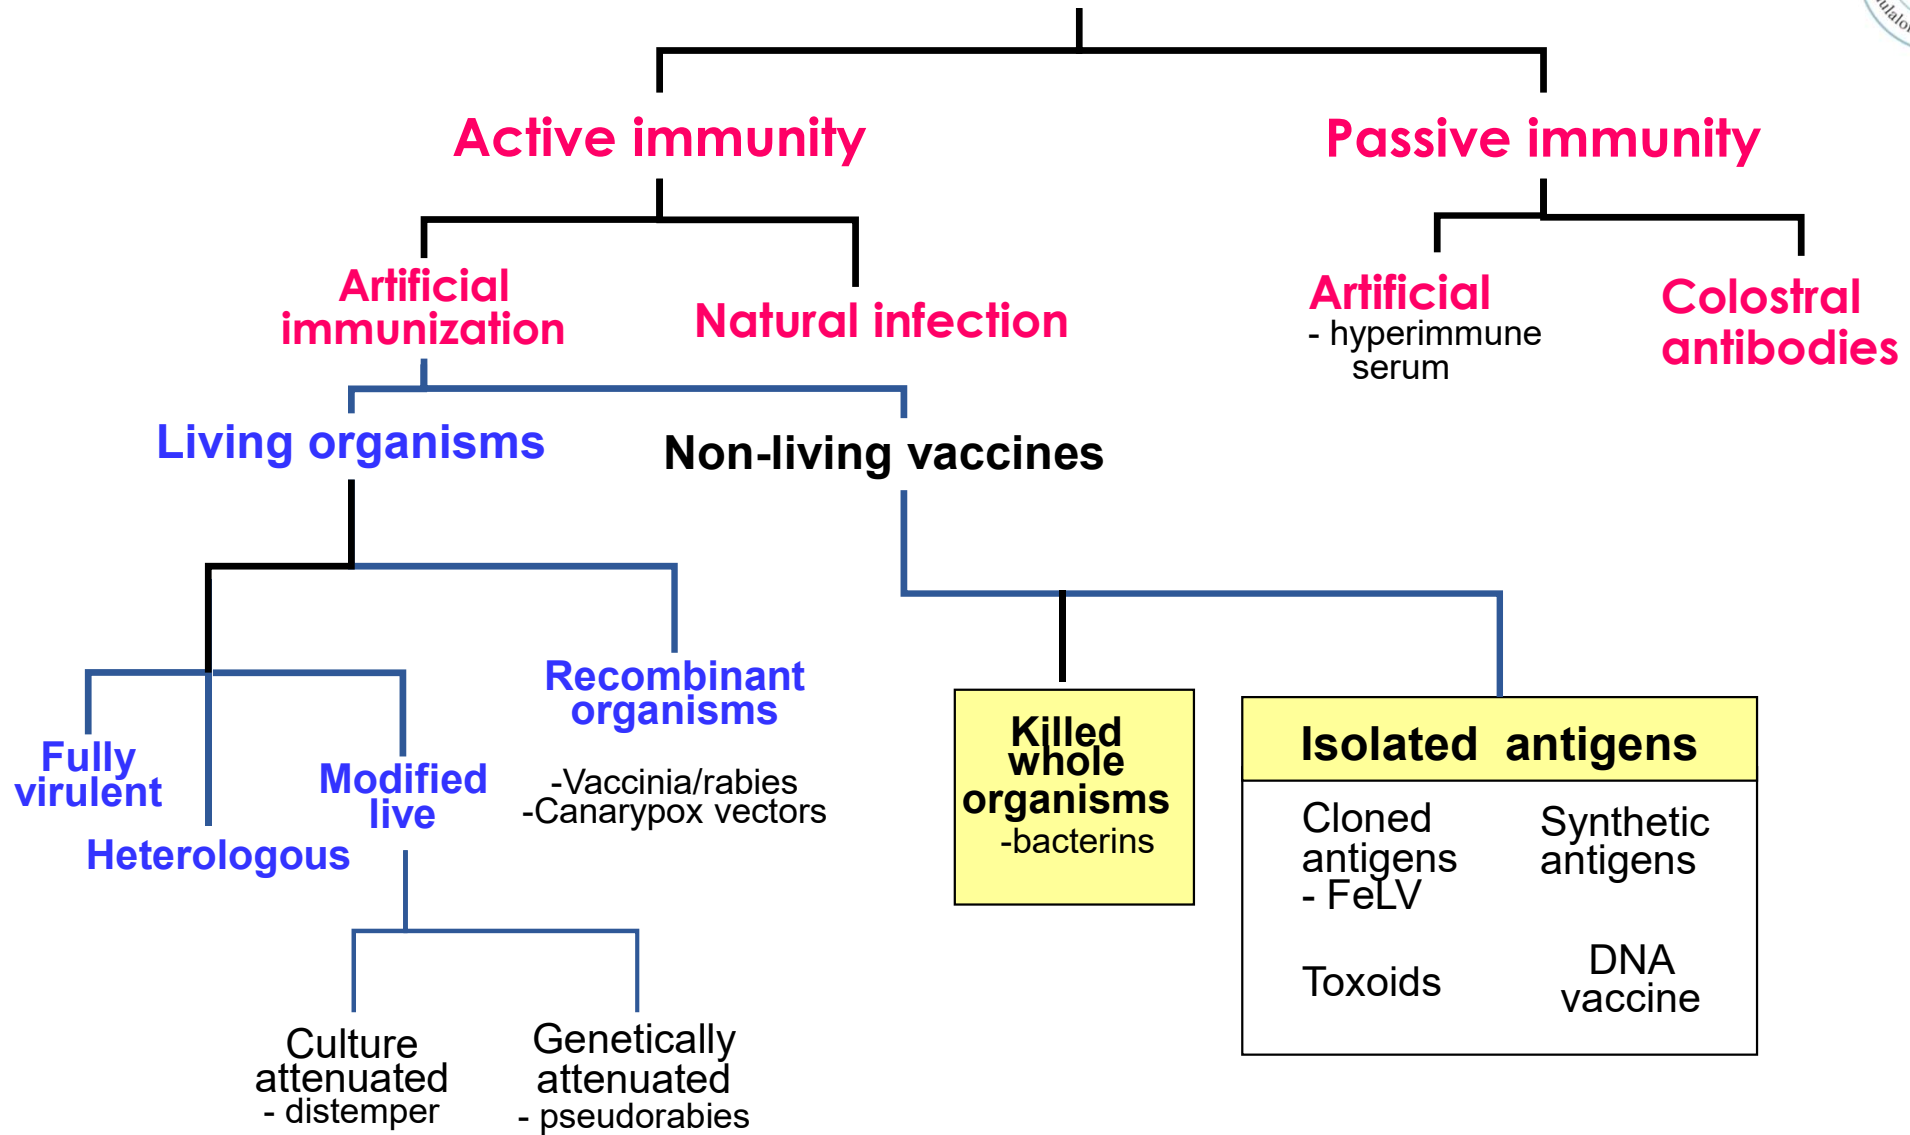 Active immunity
Passive immunity
Artificial
immunization
Natural infection
Artificial
- hyperimmune
serum
Colostral
antibodies
Living organisms
Non-living vaccines
Fully
virulent
Heterologous
Modified
live
Recombinant
organisms
-Vaccinia/rabies
-Canarypox vectors
Killed
whole
organisms
-bacterins
Isolated antigens
Cloned
antigens
- FeLV
Synthetic
antigens
Toxoids
DNA
vaccine
Culture
attenuated
- distemper
Genetically
attenuated
- pseudorabies